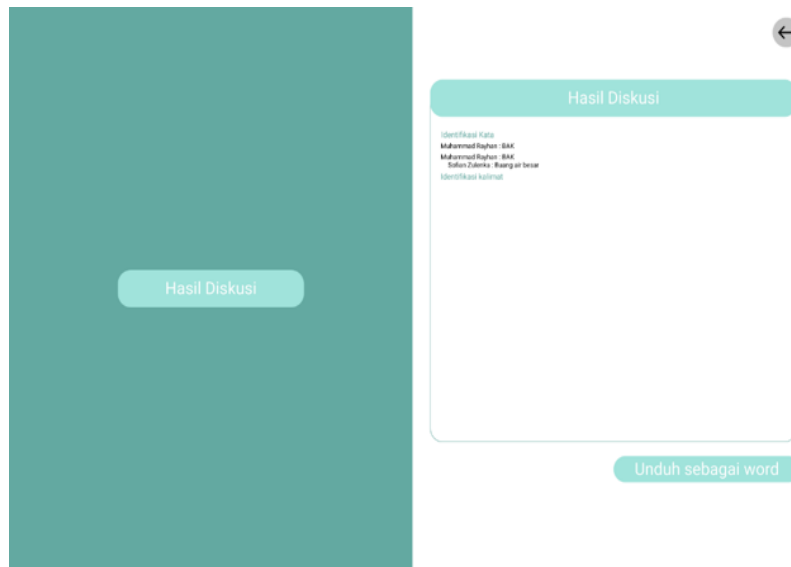 Hasil Diskusi
Hasil Diskusi
Identifikasi Kata
Muhammad Rayhan : BAK
Muhammad Rayhan : BAK
Sofian Zulenka : Buang air besar
Identifikasi kalimat
Unduh sebagai word